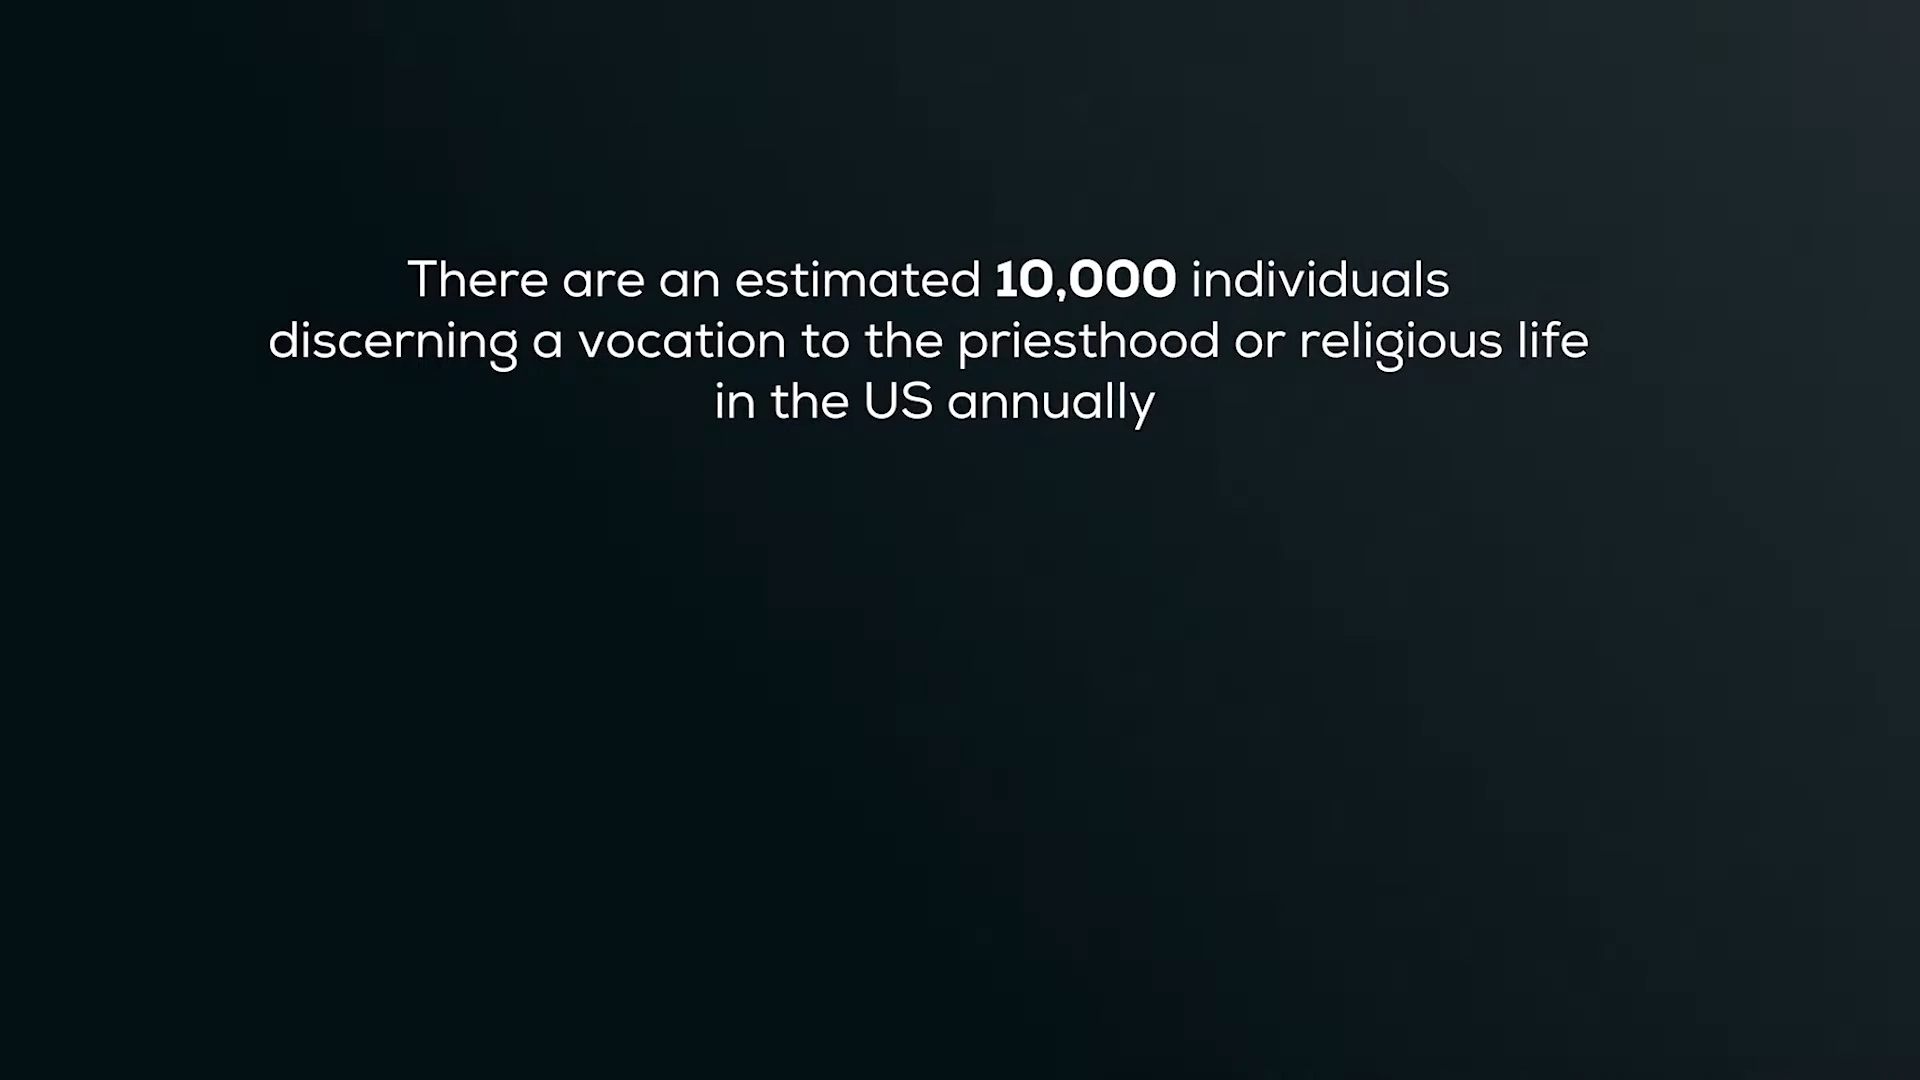 There are an estimated 10,000 individuals
discerning a vocation to the priesthood or religious life
in the US annually